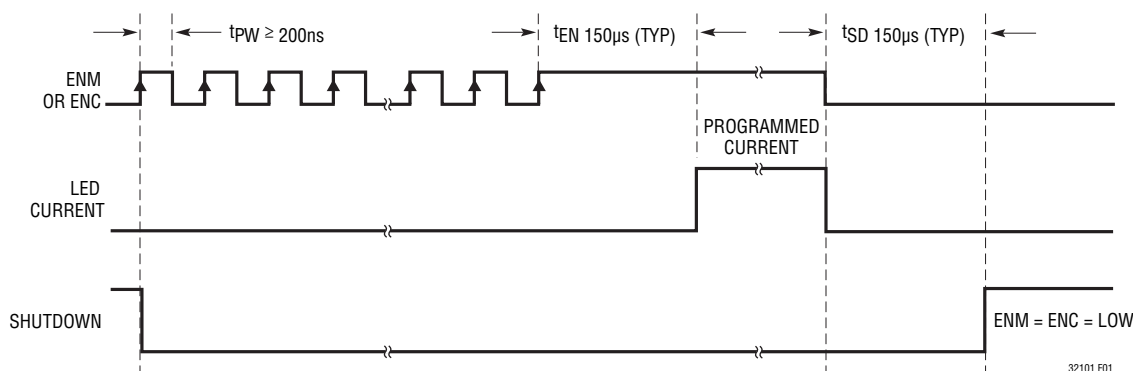 tPW ≥ 200ns
tEN 150µs (TYP)
tSD 150µs (TYP)
ENM
OR ENC
PROGRAMMED
CURRENT
LED
CURRENT
SHUTDOWN
ENM = ENC = LOW
32101 F01